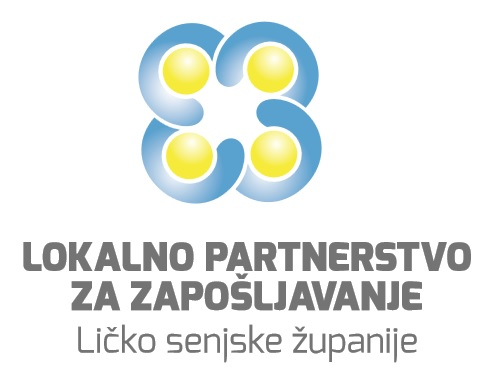 LOKALNO PARTNERSTVO
ZA ZAPOŠLJAVANJE
Ličko senjske županije